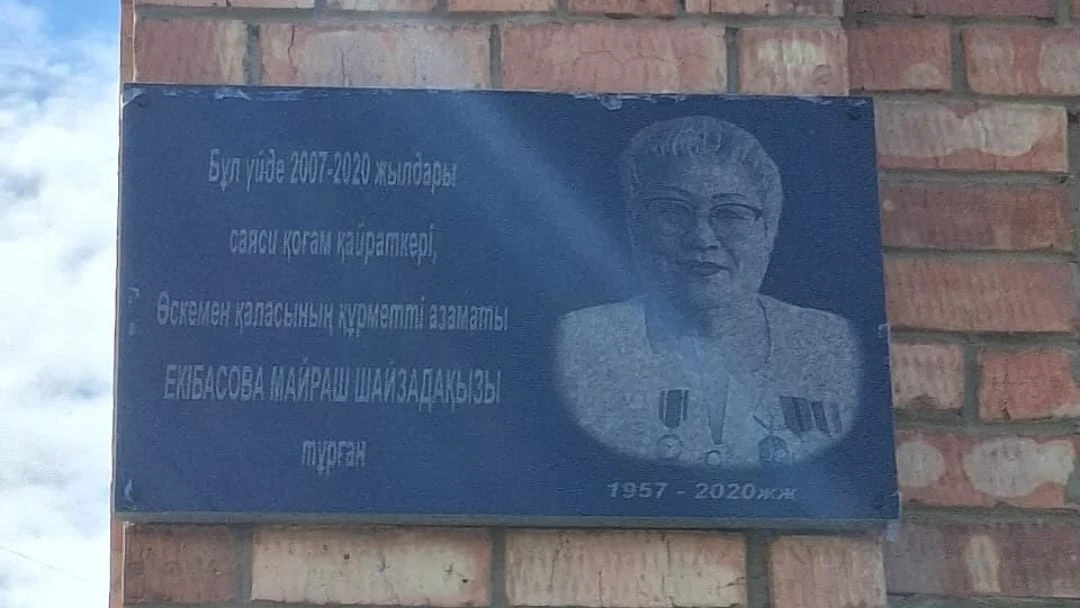 Бұл үйде 2007-2020 жылдары
саяси қоғам қайраткері,
Өскемен қаласының құрметті азаматы
ЕКІБАСОВА МАЙРАШ ШАЙЗАДАҚЫЗЫ
тұрған
1957 - 2020жж